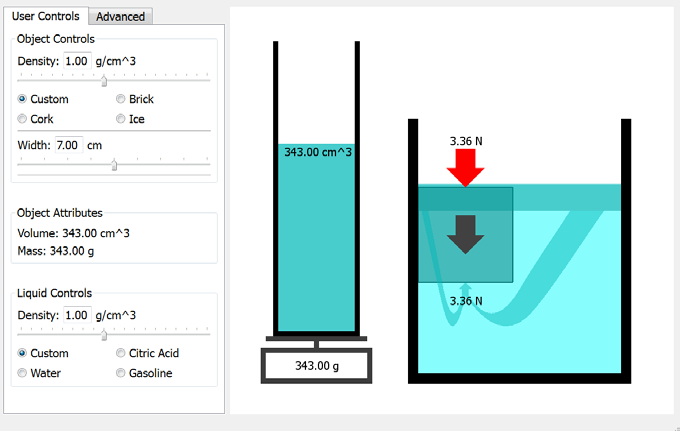 User Controls
Advanced
Object Controls
Density: 1.00 g/cm^3
Custom
Brick
Cork
Ice
Width: 7.00 cm
Object Attributes
Volume: 343.00 cm^3
Mass: 343.00 g
Liquid Controls
Density: 1.00 g/cm^3
Custom
Citric Acid
Water
Gasoline
343.00 cm^3
343.00 g
3.36 N
3.36 N